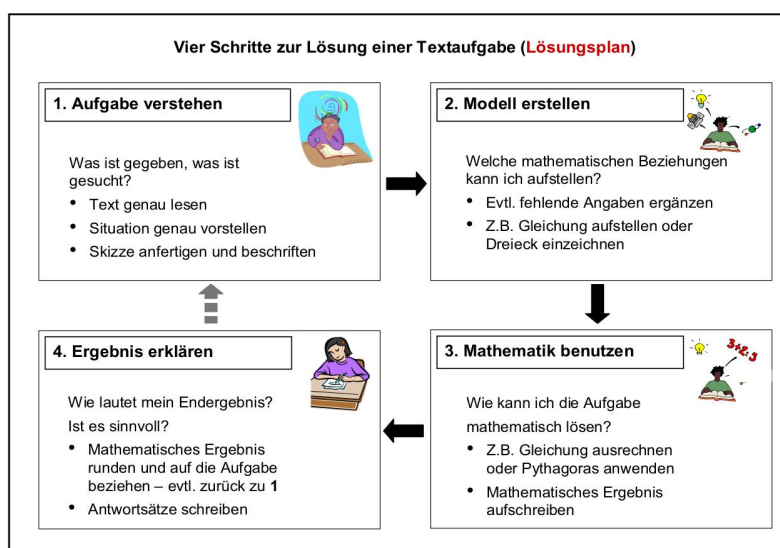 Vier Schritte zur Lösung einer Textaufgabe (Lösungsplan)
1. Aufgabe verstehen
Was ist gegeben, was ist
gesucht?
• Text genau lesen
• Situation genau vorstellen
• Skizze anfertigen und beschriften
2. Modell erstellen
Welche mathematischen Beziehungen
kann ich aufstellen?
• Evtl. fehlende Angaben ergänzen
• Z.B. Gleichung aufstellen oder
Dreieck einzeichnen
3. Mathematik benutzen
3+2:3
Wie kann ich die Aufgabe
mathematisch lösen?
• Z.B. Gleichung ausrechnen
oder Pythagoras anwenden
• Mathematisches Ergebnis
aufschreiben
4. Ergebnis erklären
Wie lautet mein Endergebnis?
Ist es sinnvoll?
• Mathematisches Ergebnis
runden und auf die Aufgabe
beziehen – evtl. zurück zu 1
• Antwortsätze schreiben